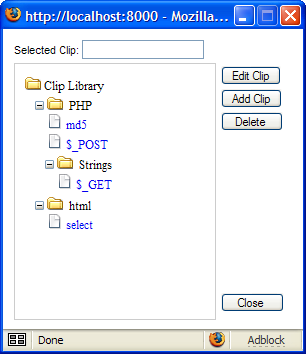 http://localhost:8000 - Mozilla...
Selected Clip:
Clip Library
Edit Clip
PHP
Add Clip
md5
Delete
$_POST
Strings
$_GET
html
select
Close
Done
Adblock